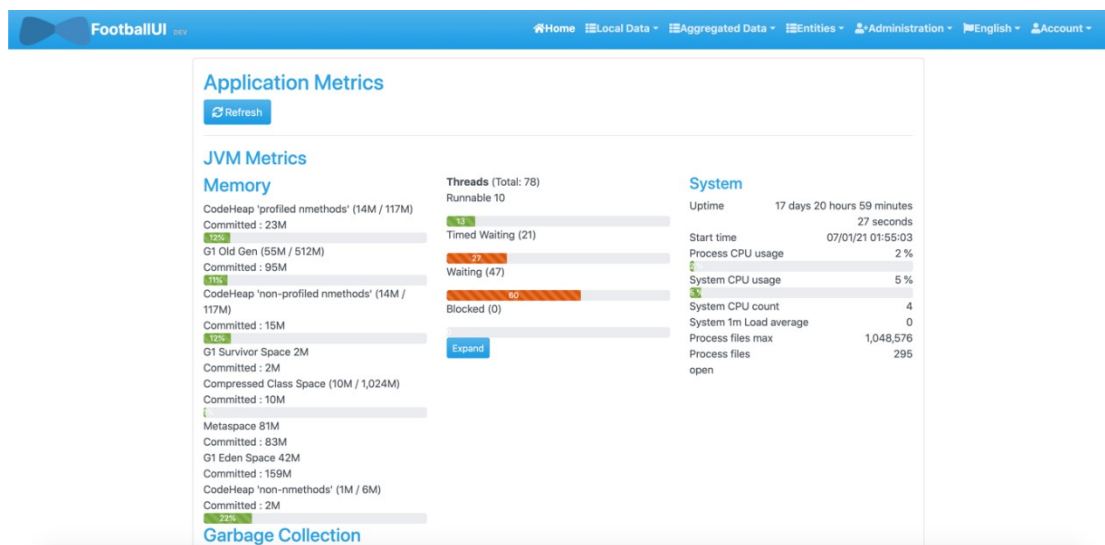 FootballUI DEV
Home Local Data Aggregated Data Entities Administration English Account
Application Metrics
Refresh
JVM Metrics
Memory
CodeHeap 'profiled nmethods' (14M / 117M)
Committed : 23M
12%
G1 Old Gen (55M / 512M)
Committed : 95M
11%
CodeHeap 'non-profiled nmethods' (14M /
117M)
Committed : 15M
12%
G1 Survivor Space 2M
Committed : 2M
Compressed Class Space (10M / 1,024M)
Committed : 10M
Metaspace 81M
Committed : 83M
G1 Eden Space 42M
Committed : 159M
CodeHeap 'non-nmethods' (1M / 6M)
Committed : 2M
22%
Garbage Collection
Threads (Total: 78)
Runnable 10
13
Timed Waiting (21)
27
Waiting (47)
60
Blocked (0)
Expand
System
Uptime 17 days 20 hours 59 minutes
27 seconds
Start time 07/01/21 01:55:03
Process CPU usage 2 %
System CPU usage 5 %
System CPU count 4
System 1m Load average 0
Process files max 1,048,576
Process files 295
open